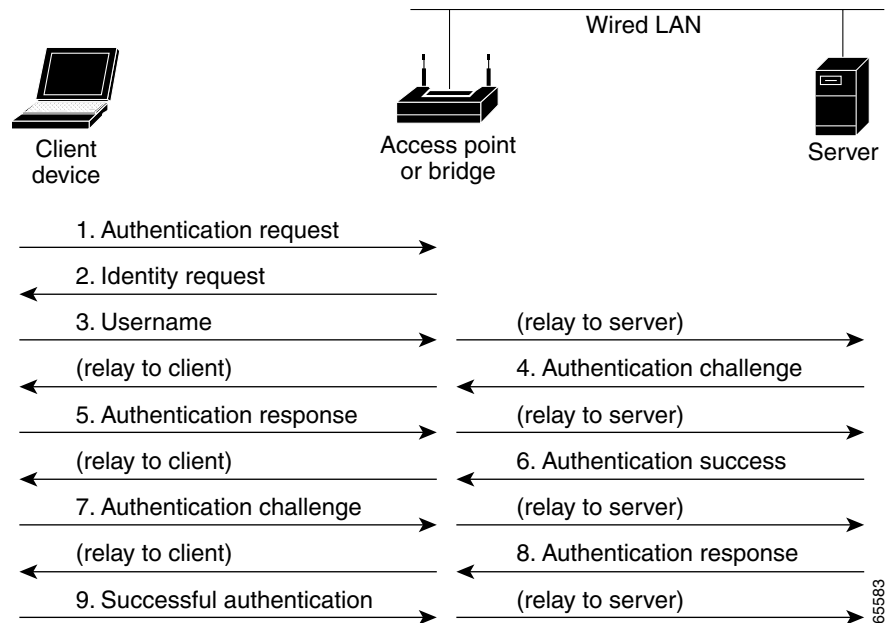 Wired LAN
Client
device
Access point
or bridge
Server
1. Authentication request
2. Identity request
3. Username
(relay to server)
(relay to client)
4. Authentication challenge
5. Authentication response
(relay to server)
(relay to client)
6. Authentication success
7. Authentication challenge
(relay to server)
(relay to client)
8. Authentication response
9. Successful authentication
(relay to server)
65583